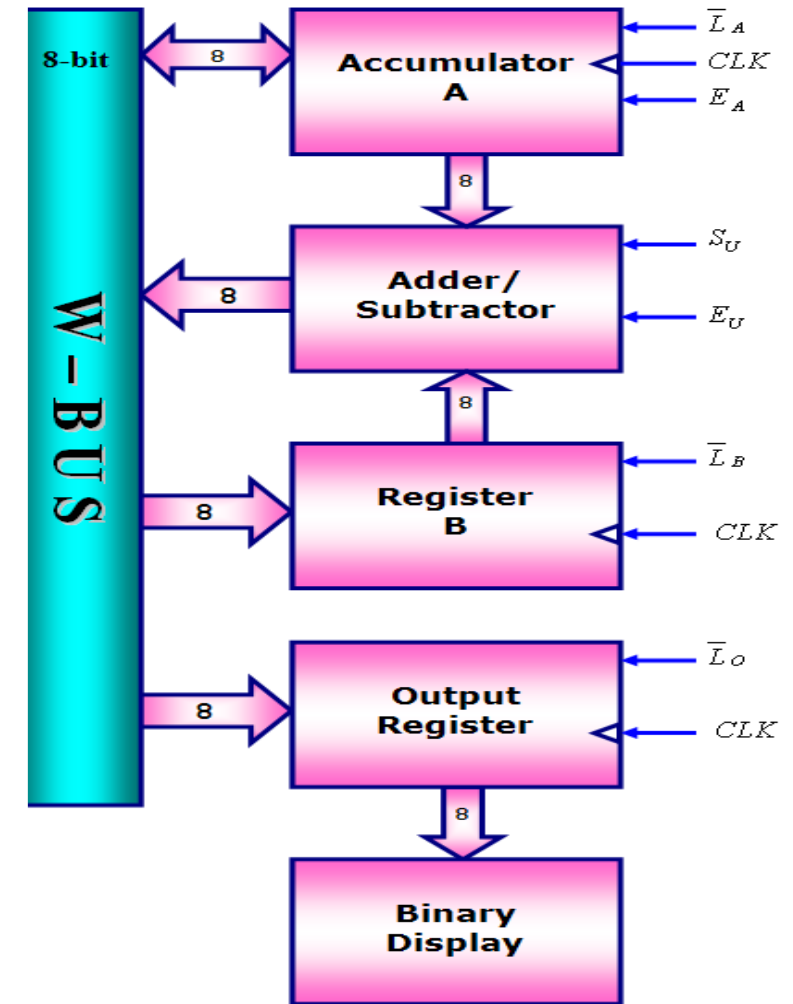 8-bit
W-BUS
8
Accumulator
A
L̅A
CLK
EA
8
8
Adder/
Subtractor
SU
EU
8
8
Register
B
L̅B
CLK
8
Output
Register
L̅O
CLK
8
Binary
Display